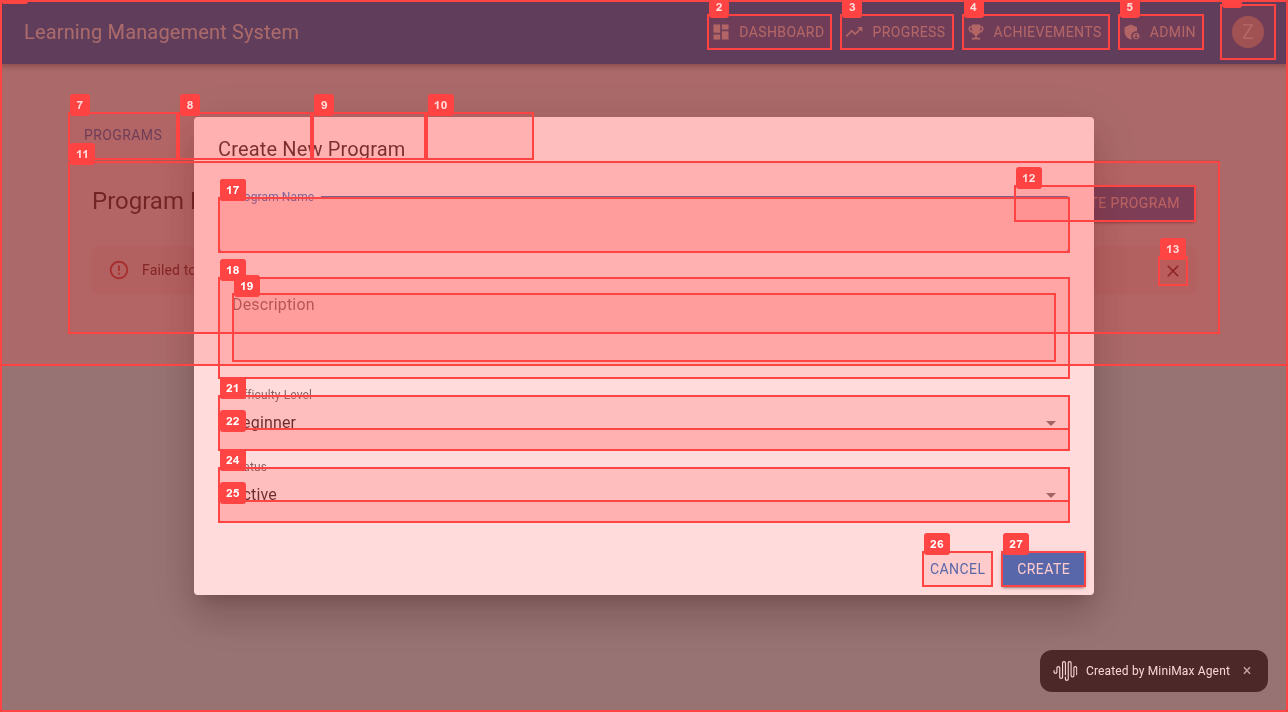 Learning Management System
2
DASHBOARD
3
PROGRESS
4
ACHIEVEMENTS
5
ADMIN
Z
7
8
9
10
PROGRAMS
11
Create New Program
12
17
gram Name
Program
TE PROGRAM
13
Failed to
18
19
Description
21
fficulty Level
22
eginner
24
atus
25
ctive
26
27
CANCEL
CREATE
Created by MiniMax Agent ×